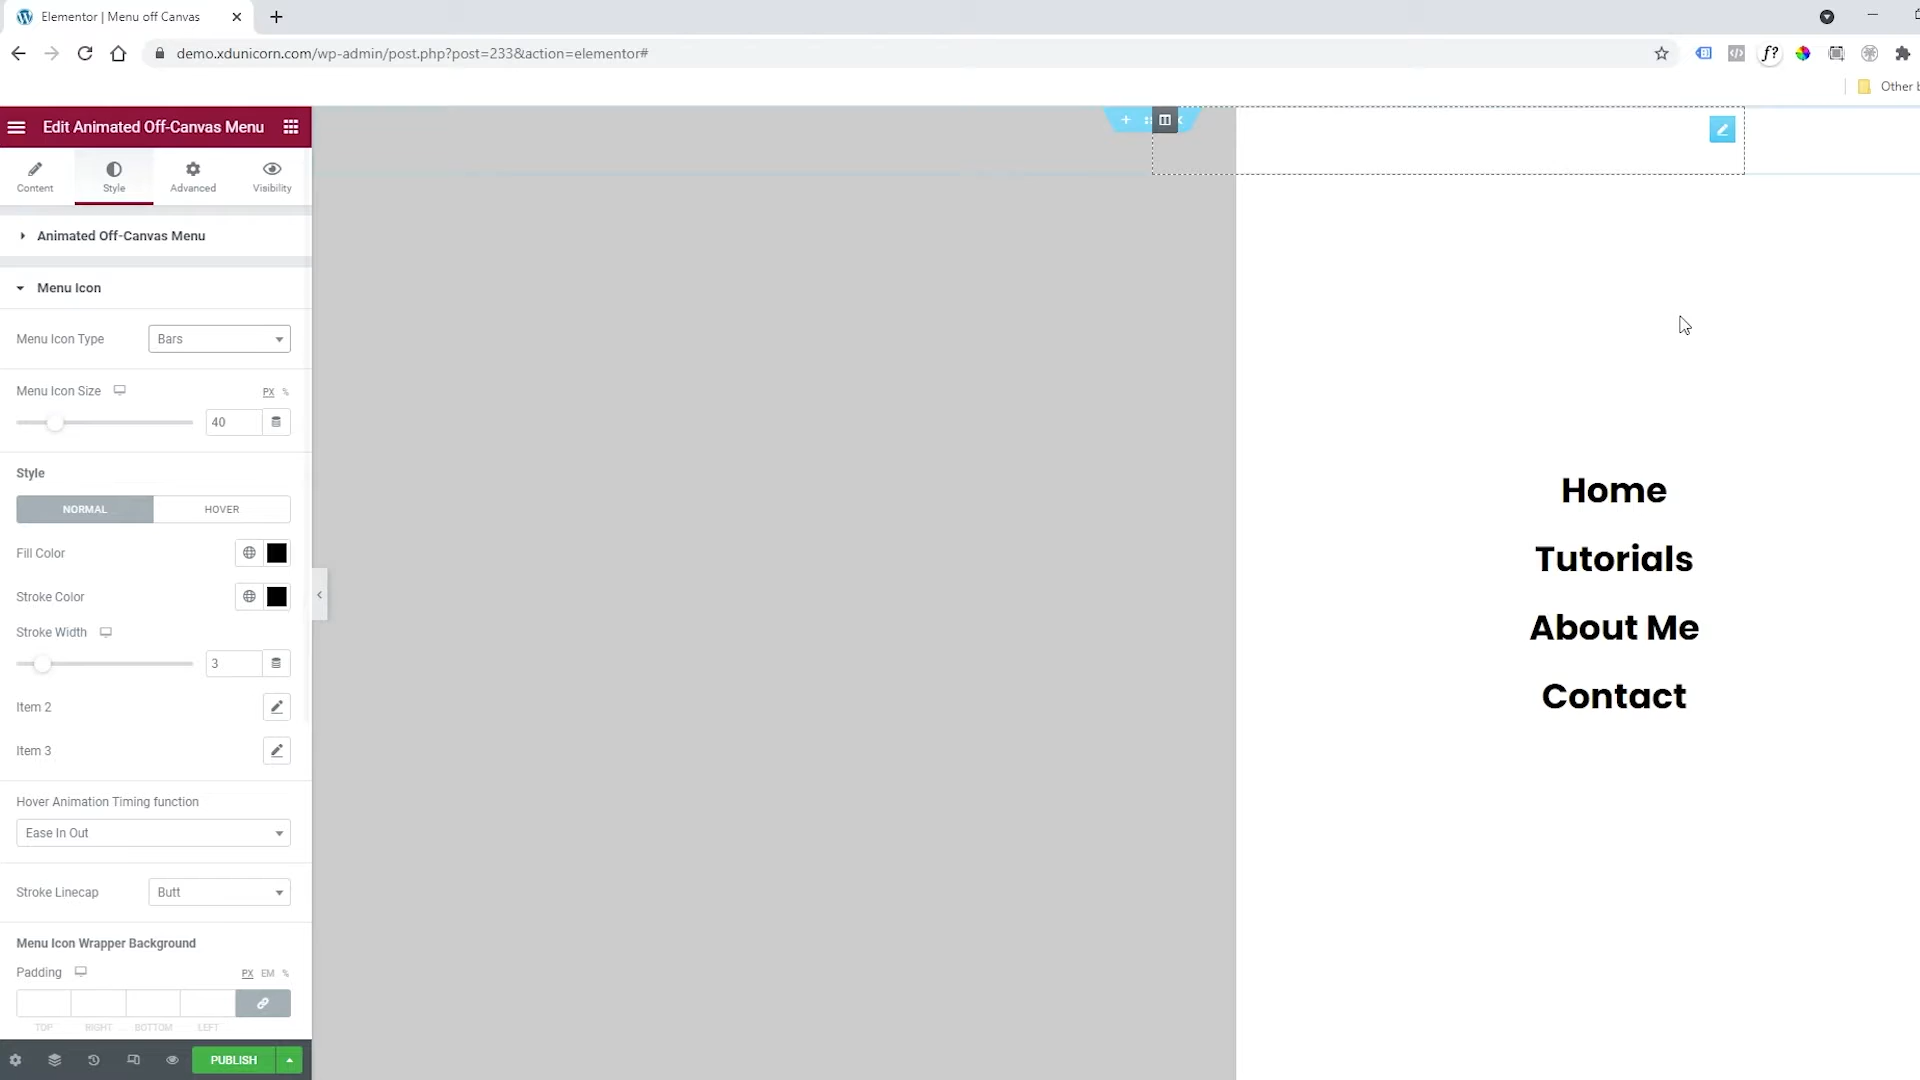 Elementor | Menu off Canvas
demo.xdunicorn.com/wp-admin/post.php?post=233&action=elementor#
f?
Other b
Edit Animated Off-Canvas Menu
Content
Style
Advanced
Visibility
Animated Off-Canvas Menu
Menu Icon
Menu Icon Type
Bars
Menu Icon Size
PX %
40
Style
NORMAL
HOVER
Fill Color
Stroke Color
Stroke Width
3
Item 2
Item 3
Hover Animation Timing function
Ease In Out
Stroke Linecap
Butt
Menu Icon Wrapper Background
Padding
PX EM %
TOP RIGHT BOTTOM LEFT
PUBLISH
Home
Tutorials
About Me
Contact